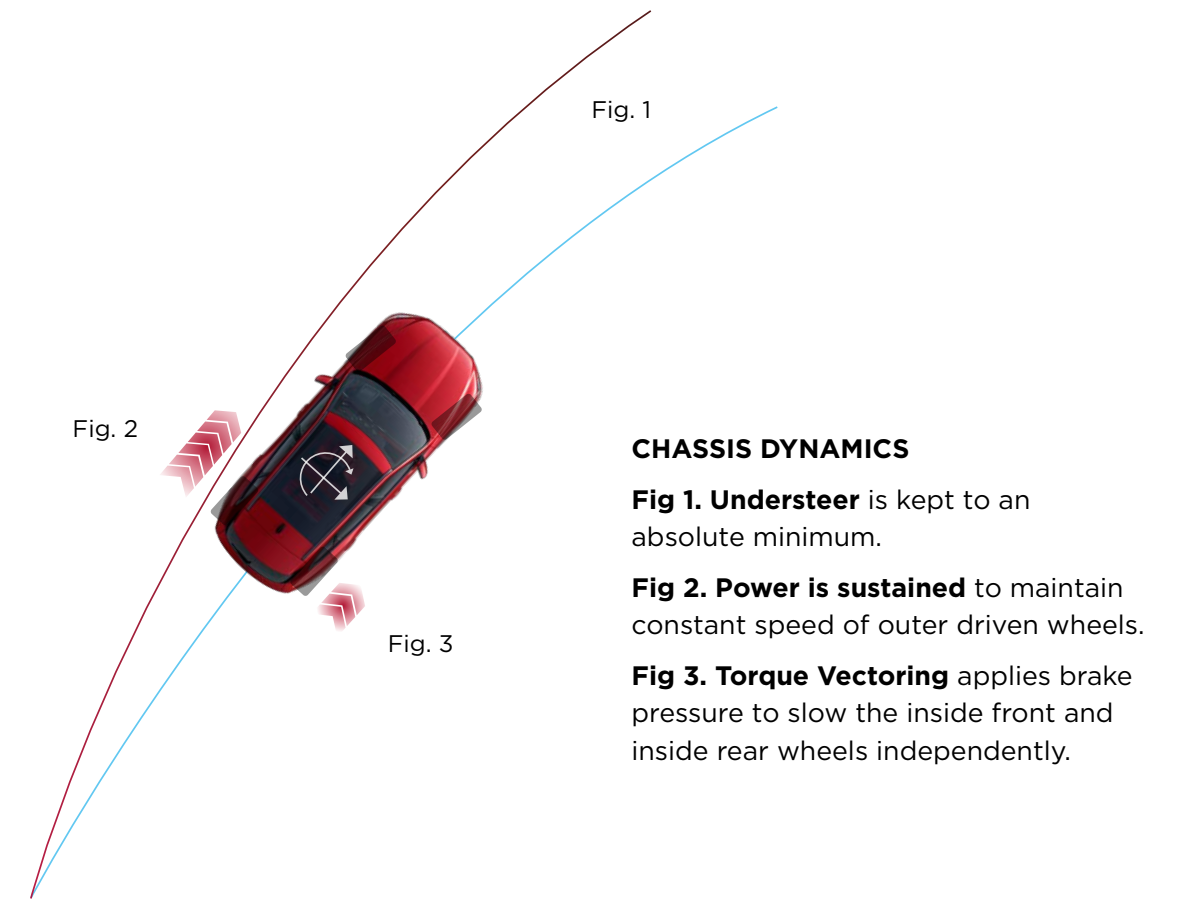 Fig. 1
Fig. 2
Fig. 3
CHASSIS DYNAMICS
Fig 1. Understeer is kept to an
absolute minimum.
Fig 2. Power is sustained to maintain
constant speed of outer driven wheels.
Fig 3. Torque Vectoring applies brake
pressure to slow the inside front and
inside rear wheels independently.